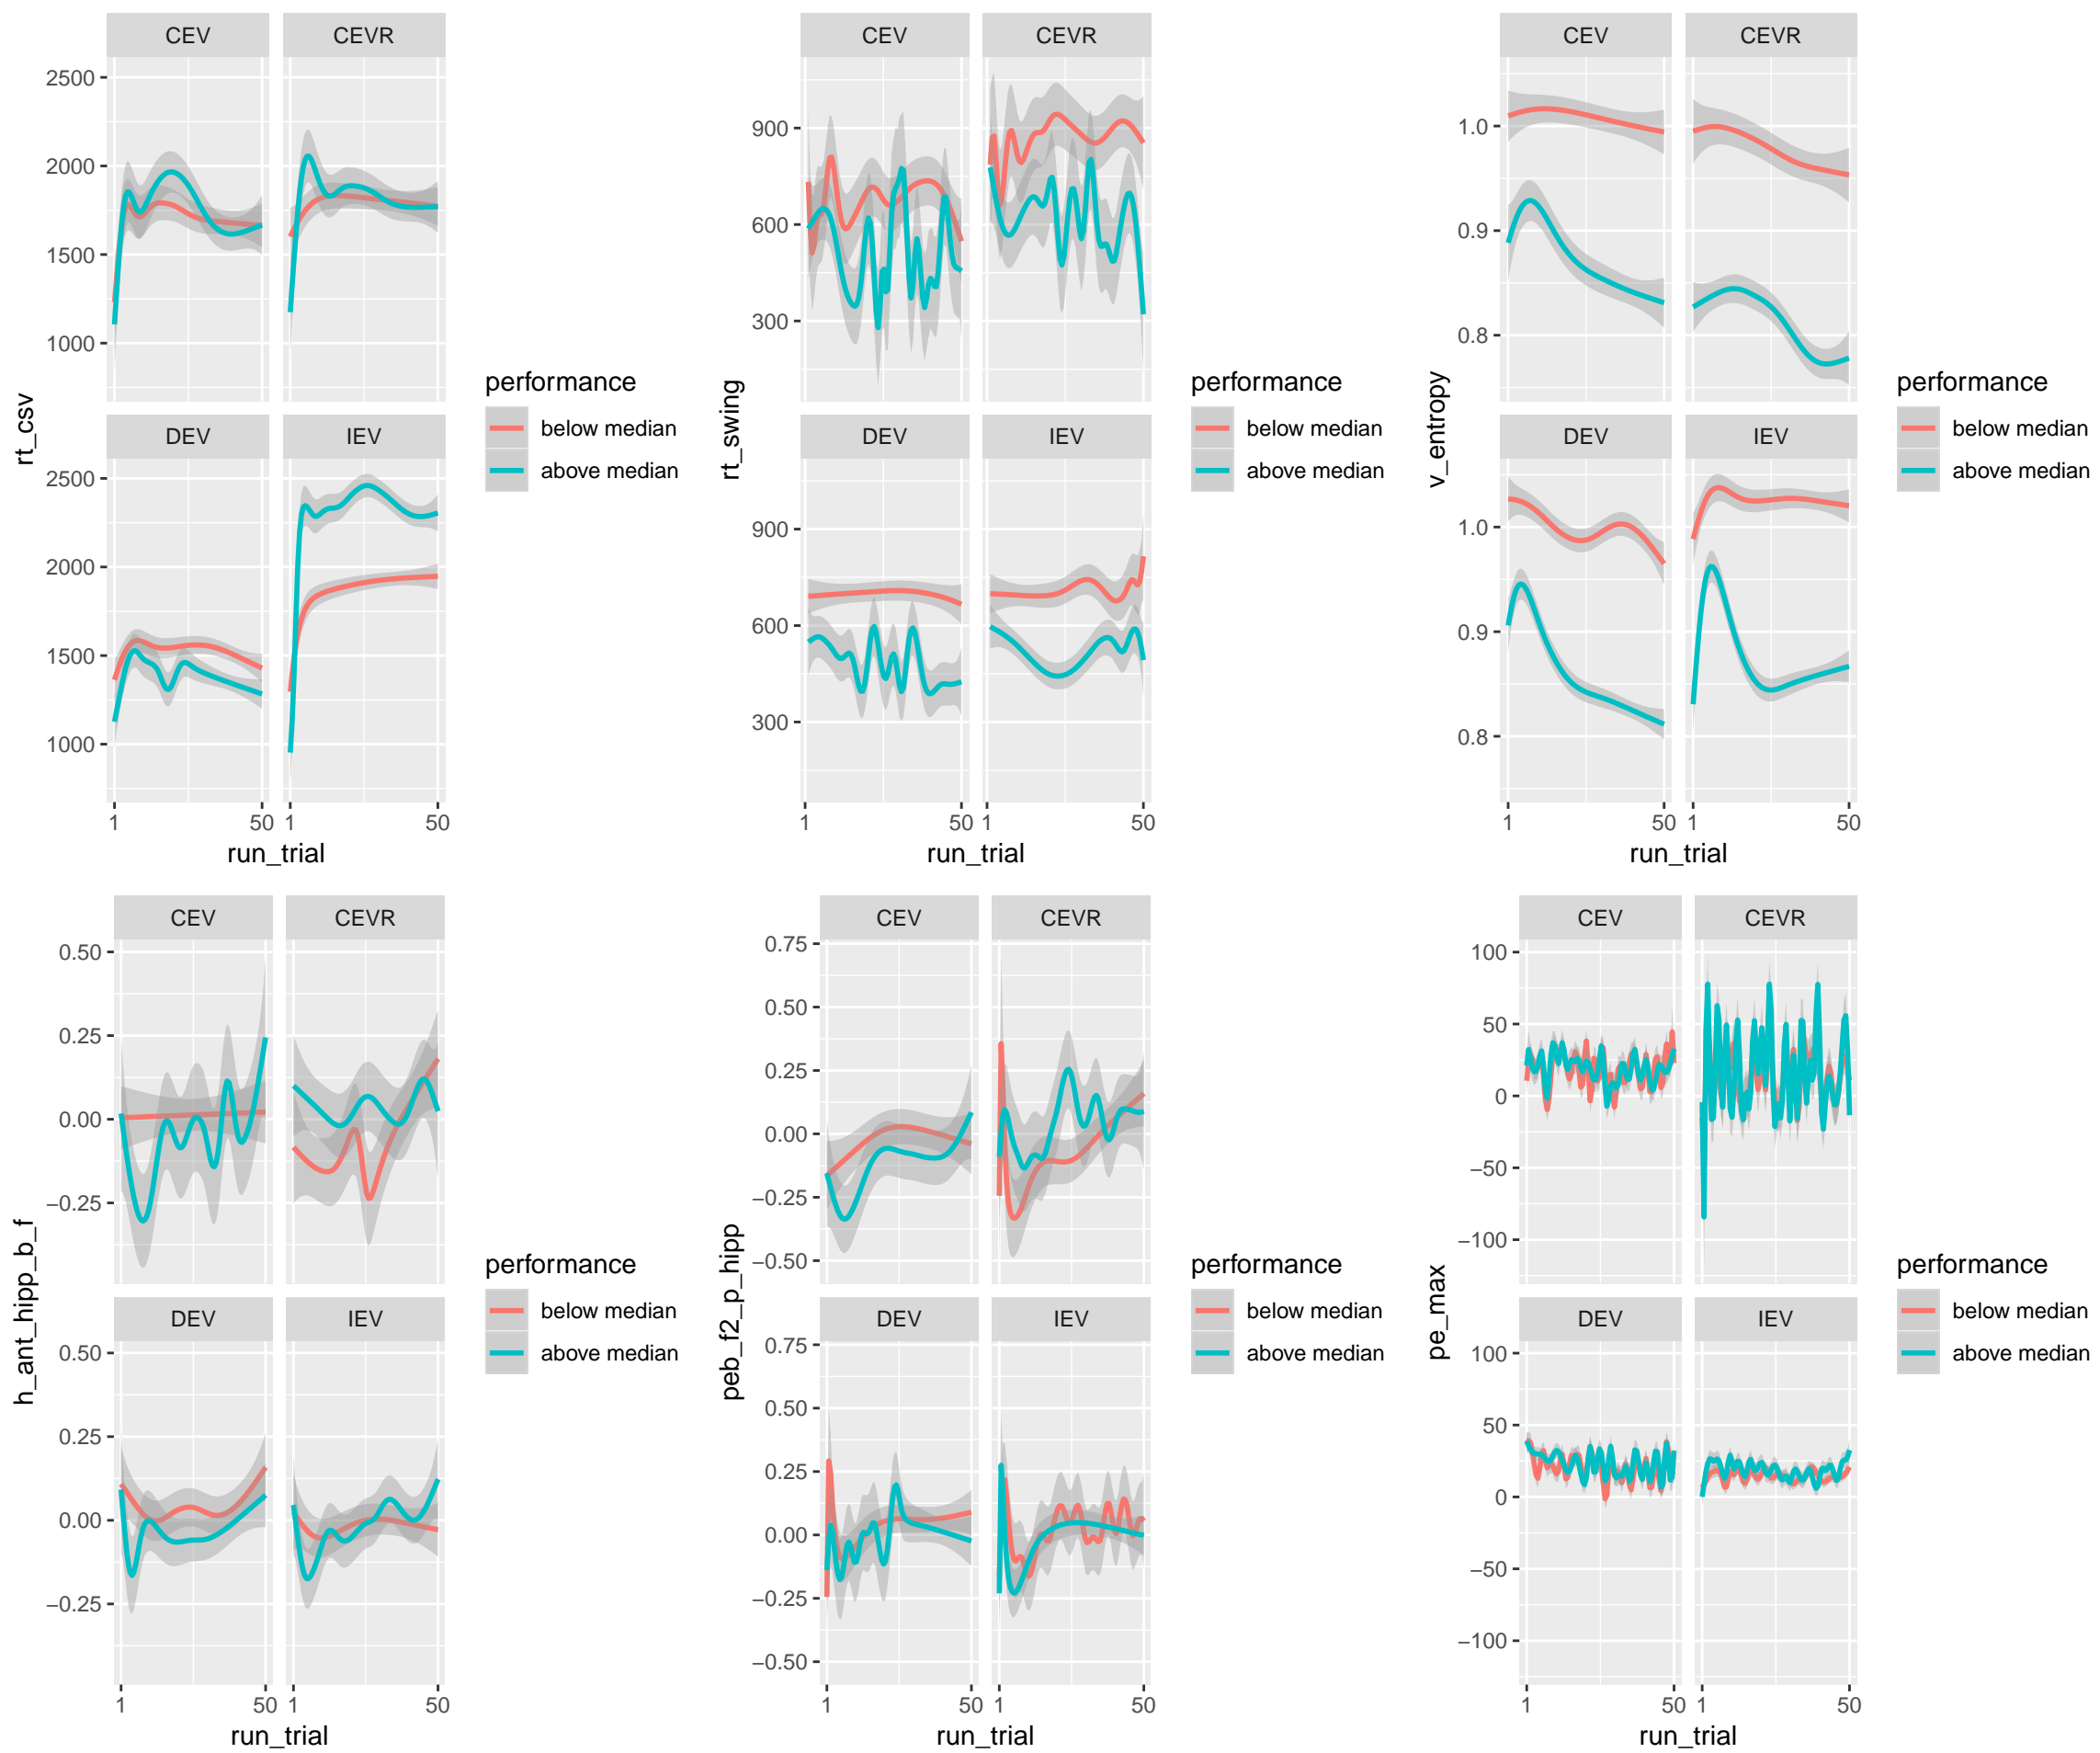 CEV CEVR
2500
2000
1500
1000
DEV IEV
2500
2000
1500
1000
1 50 1 50
run_trial
rt_csv
performance
below median
above median
CEV CEVR
900
600
300
DEV IEV
900
600
300
1 50 1 50
run_trial
rt_swing
performance
below median
above median
CEV CEVR
1.0
0.9
0.8
DEV IEV
1.0
0.9
0.8
1 50 1 50
run_trial
v_entropy
performance
below median
above median
CEV CEVR
0.50
0.25
0.00
−0.25
DEV IEV
0.50
0.25
0.00
−0.25
1 50 1 50
run_trial
h_ant_hipp_b_f
performance
below median
above median
CEV CEVR
0.75
0.50
0.25
0.00
−0.25
−0.50
DEV IEV
0.75
0.50
0.25
0.00
−0.25
−0.50
1 50 1 50
run_trial
peb_f2_p_hipp
performance
below median
above median
CEV CEVR
100
50
0
−50
−100
DEV IEV
100
50
0
−50
−100
1 50 1 50
run_trial
pe_max
performance
below median
above median